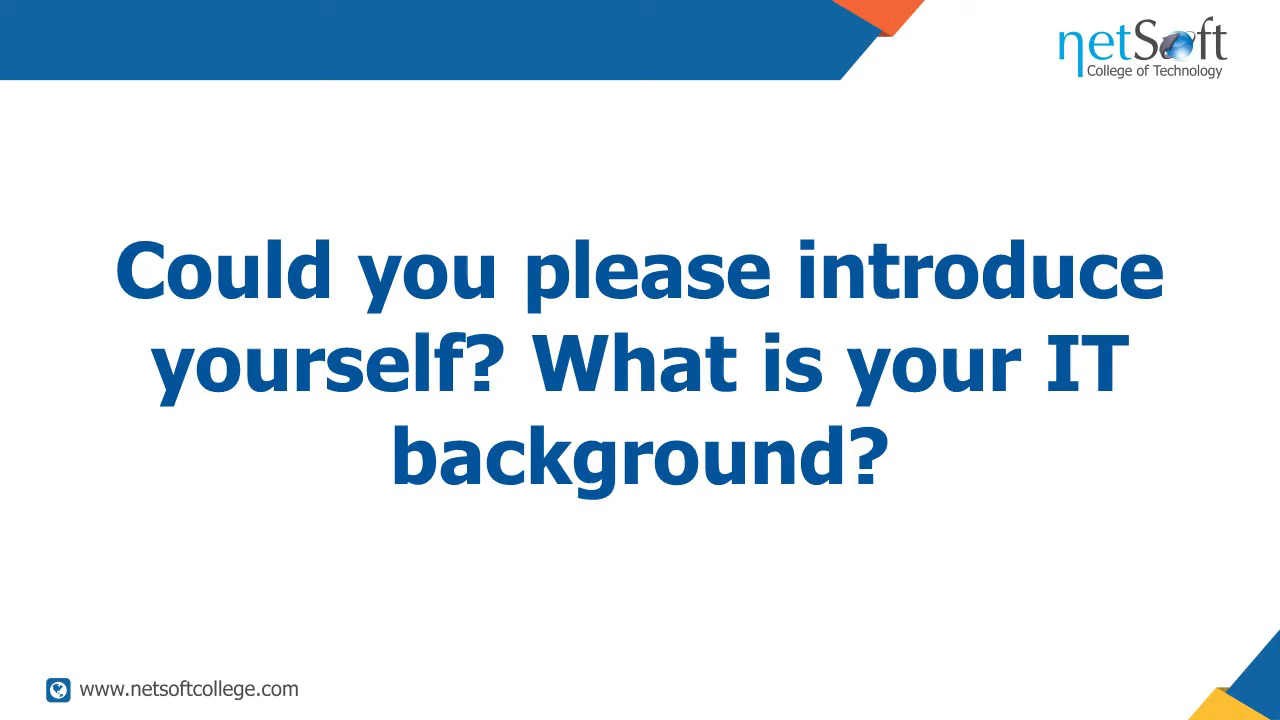 netSoft
College of Technology
Could you please introduce
yourself? What is your IT
background?
www.netsoftcollege.com